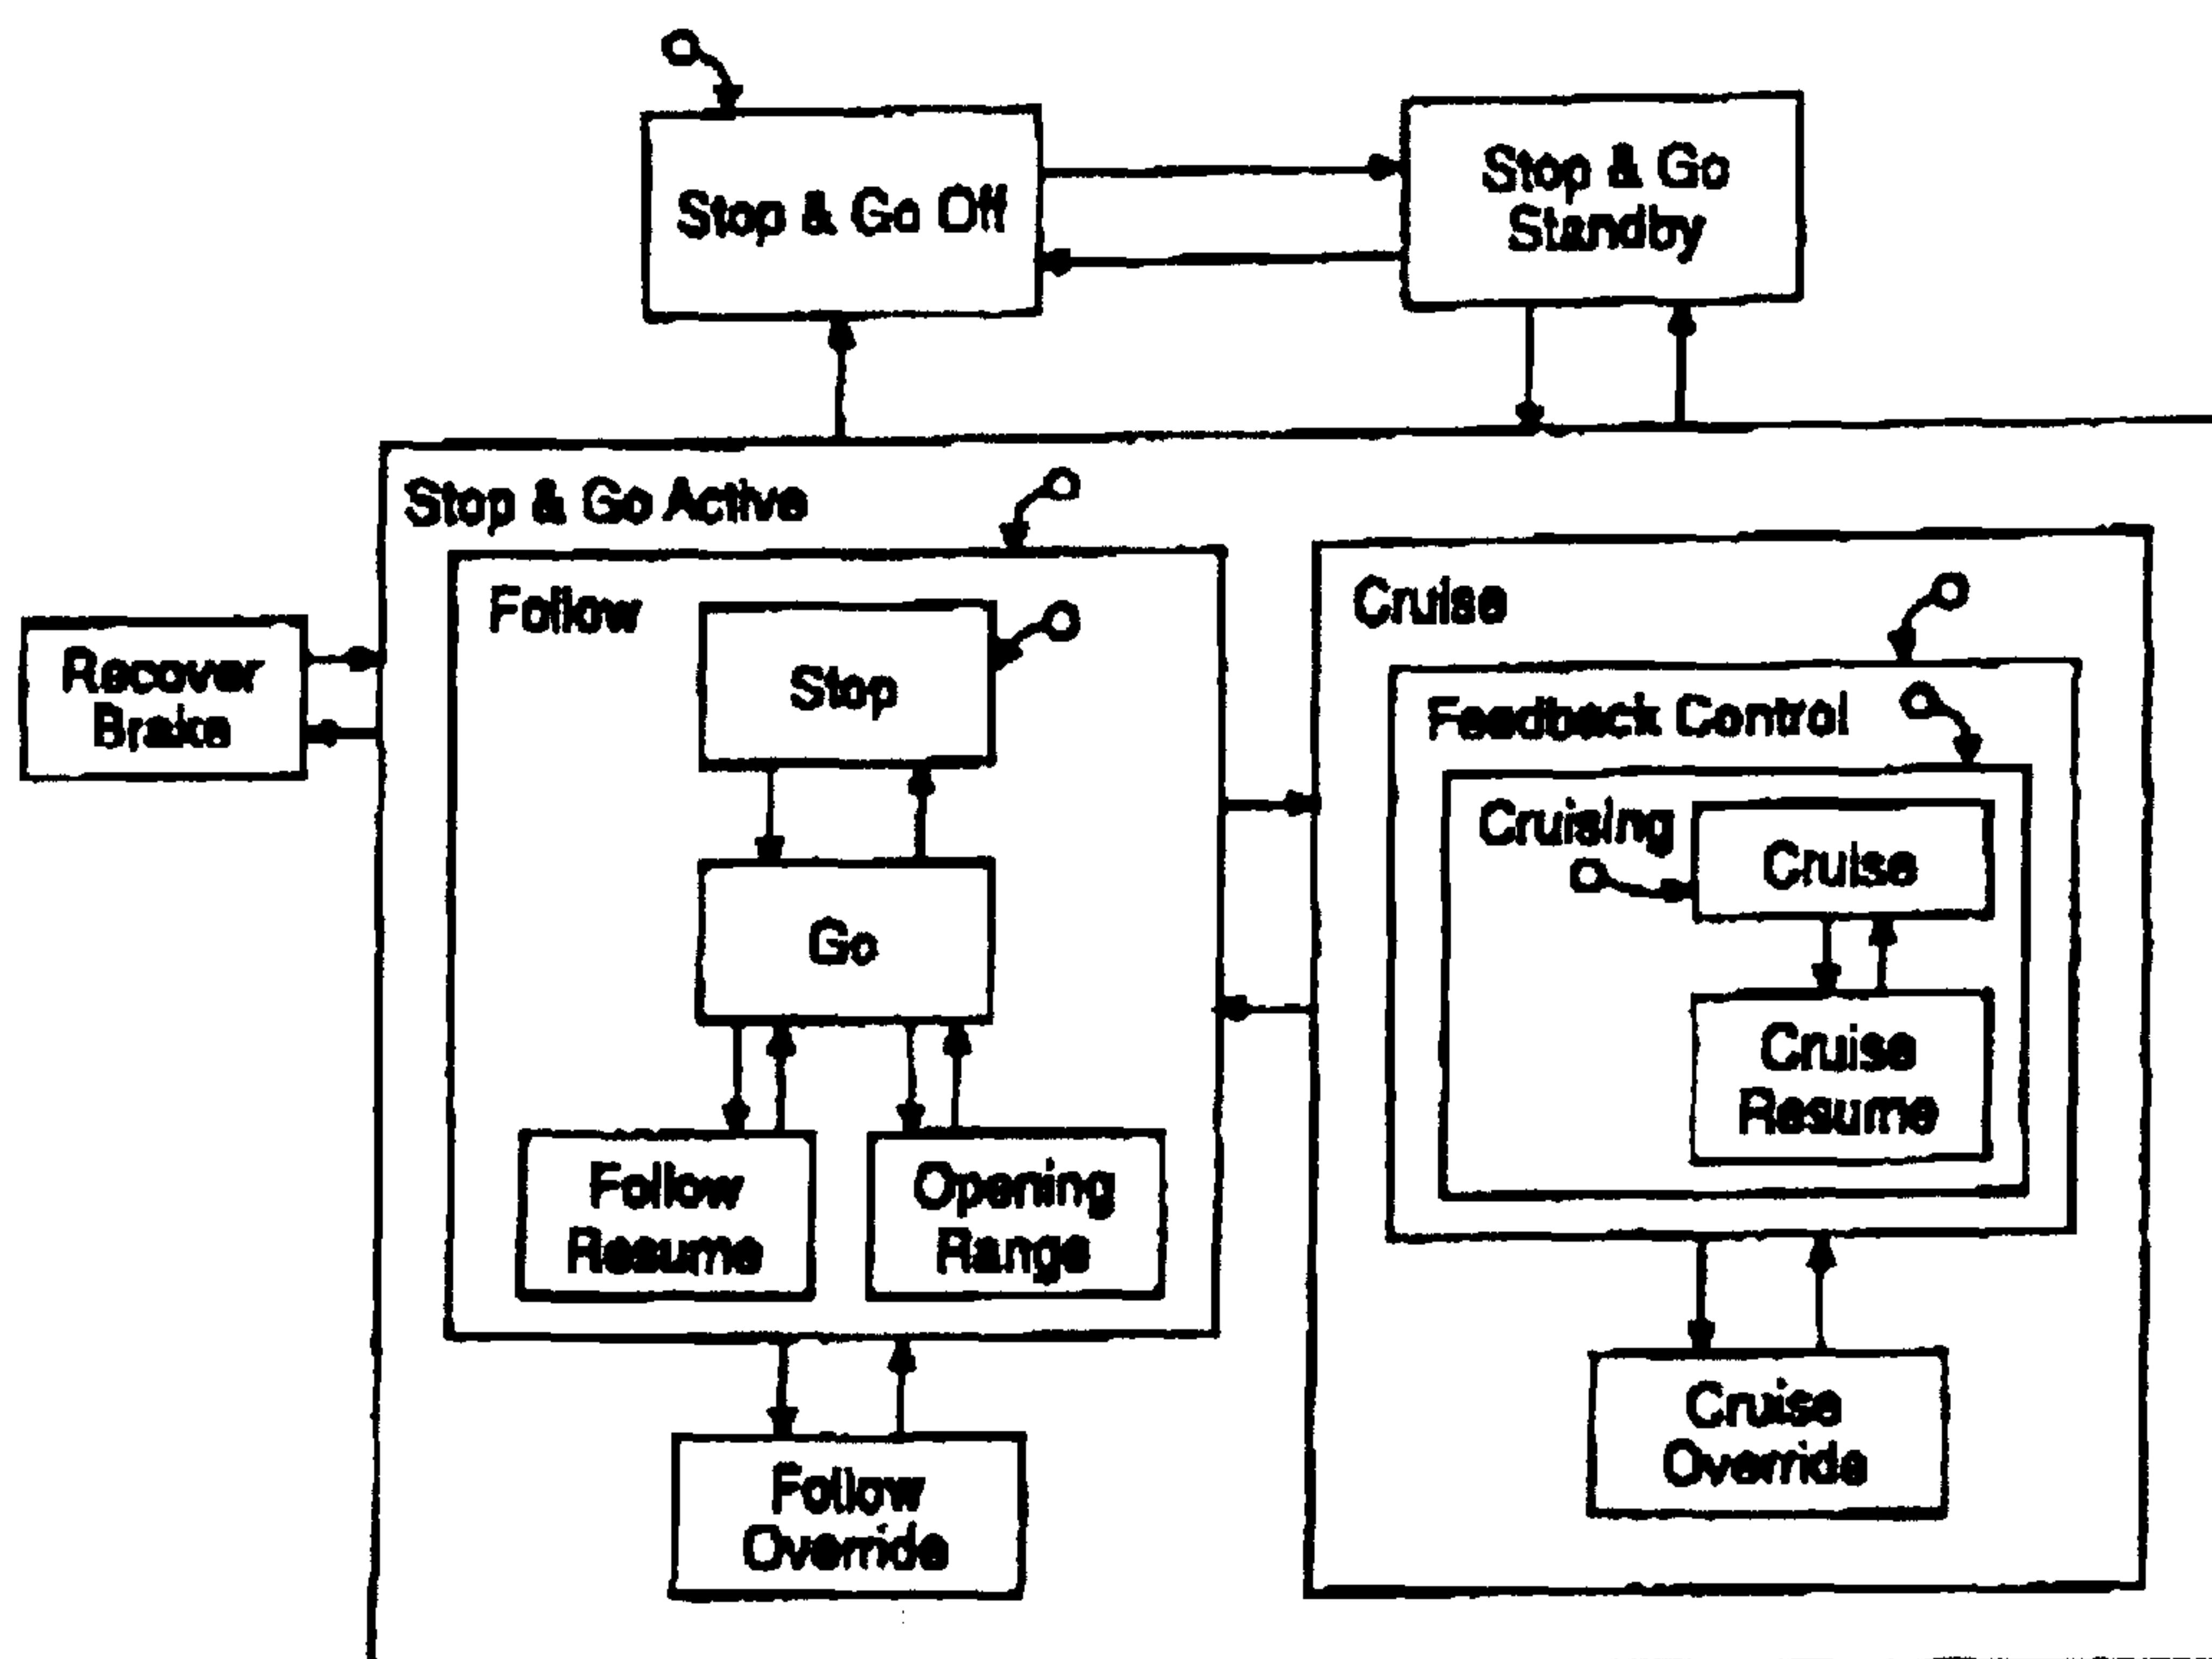 Stop & Go Off
Stop & Go
Standby
Stop & Go Active
Follow
Stop
Go
Follow
Resume
Opening
Range
Follow
Override
Recover
Brake
Cruise
Feedback Control
Cruising
Cruise
Cruise
Resume
Cruise
Override